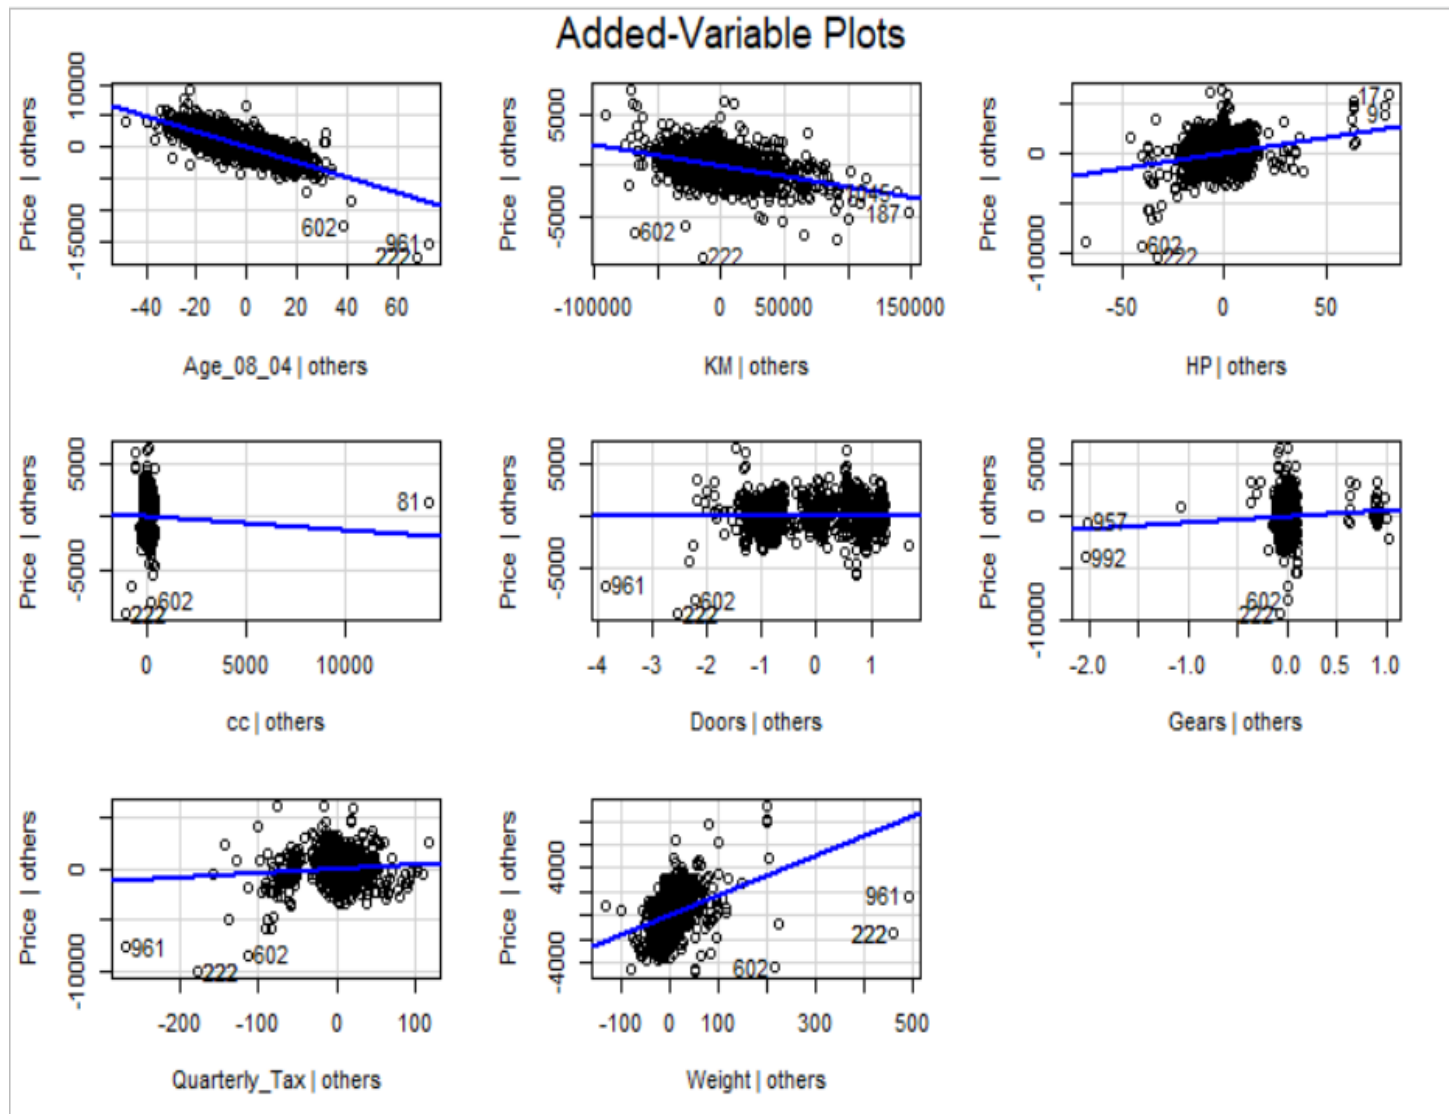 Added-Variable Plots
Price | others
-15000 0 10000
602
961
222
-40 -20 0 20 40 60
Age_08_04 | others
Price | others
-5000 5000
1045
187
602
222
-100000 0 50000 150000
KM | others
Price | others
-10000 0
17
9
602
222
-50 0 50
HP | others
Price | others
-5000 5000
81
602
222
0 5000 10000
cc | others
Price | others
-5000 5000
961
602
222
-4 -3 -2 -1 0 1
Doors | others
Price | others
-10000 0 5000
957
992
602
222
-2.0 -1.0 0.0 0.5 1.0
Gears | others
Price | others
-10000 0
961
602
222
-200 -100 0 100
Quarterly_Tax | others
Price | others
-4000 4000
961
222
602
-100 0 100 300 500
Weight | others